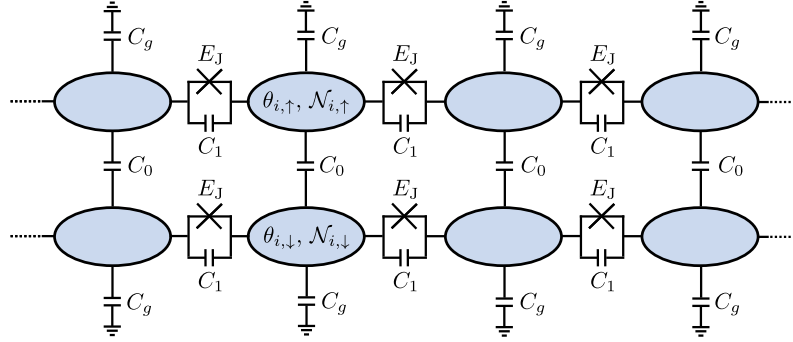 C_g C_g C_g C_g
E_J E_J E_J
θ_{i,↑}, 𝒩_{i,↑}
C_1 C_1 C_1
C_0 C_0 C_0 C_0
E_J E_J E_J
θ_{i,↓}, 𝒩_{i,↓}
C_1 C_1 C_1
C_g C_g C_g C_g